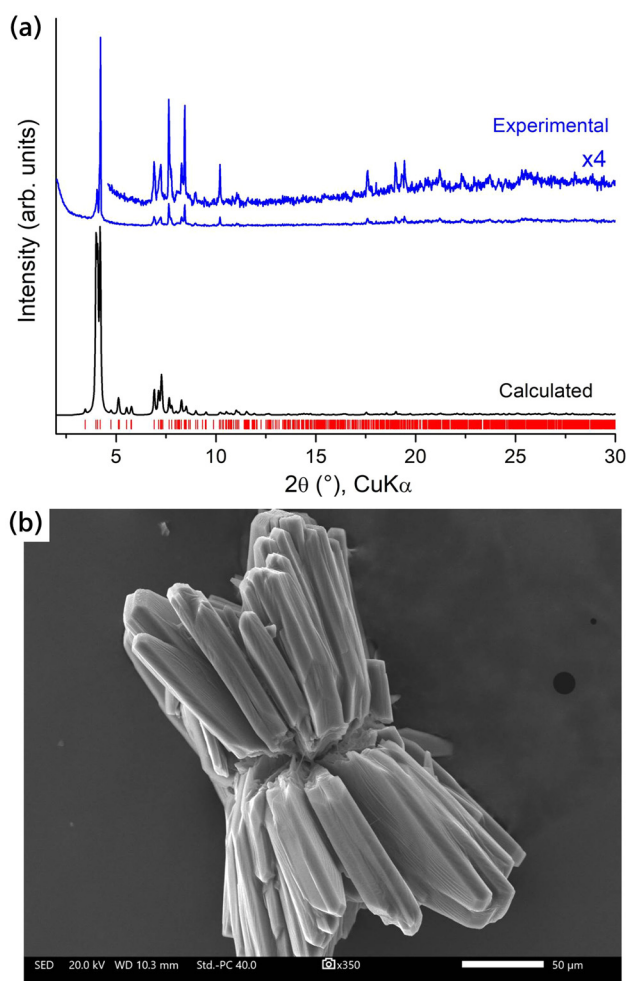 (a)
Intensity (arb. units)
Experimental
x4
Calculated
5 10 15 20 25 30
2θ (°), CuKα
(b)
SED 20.0 kV WD 10.3 mm Std.-PC 40.0 x350 50 μm